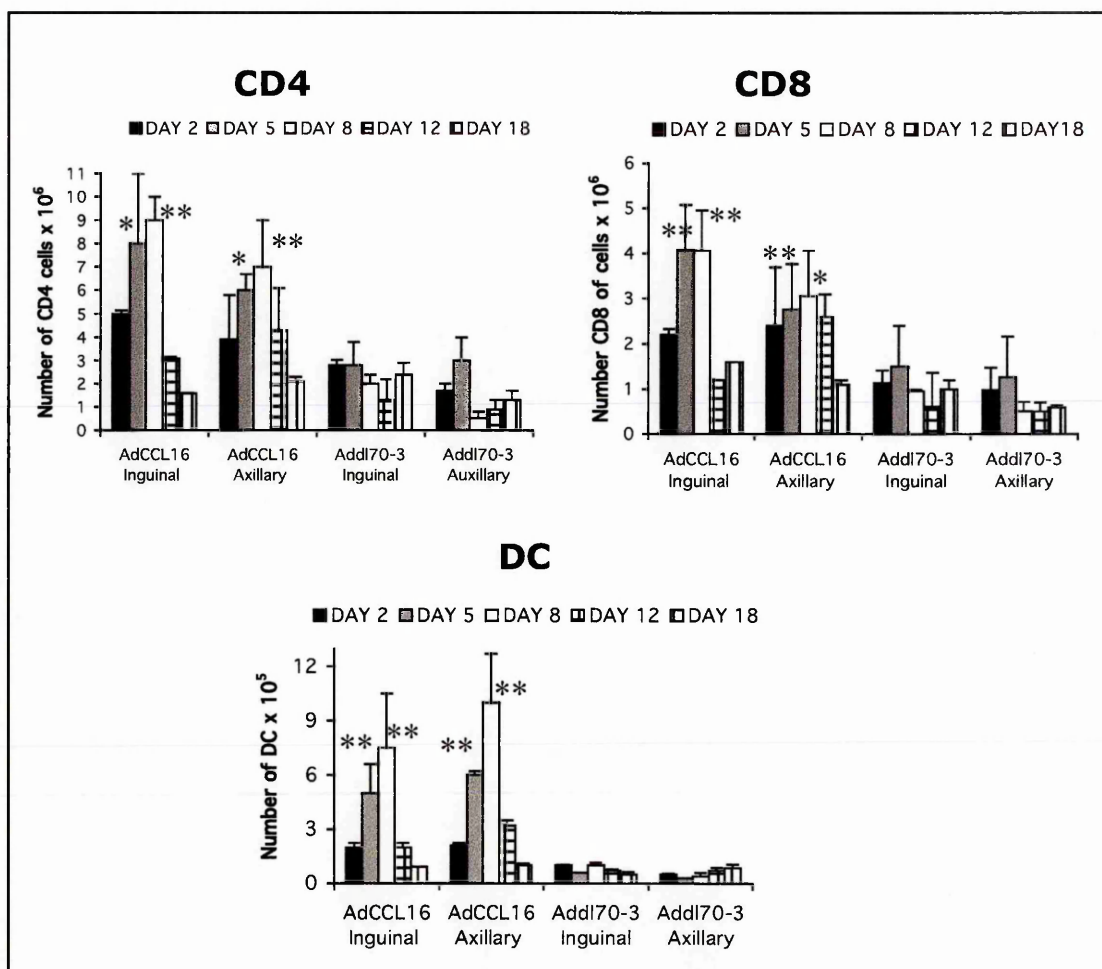 CD4
DAY 2 DAY 5 DAY 8 DAY 12 DAY 18
Number of CD4 cells x 10⁶
11
10
9
8
7
6
5
4
3
2
1
0
* **
* **
AdCCL16 AdCCL16 Addl70-3 Addl70-3
Inguinal Axillary Inguinal Auxillary
CD8
DAY 2 DAY 5 DAY 8 DAY 12 DAY18
Number CD8 of cells x 10⁶
6
5
4
3
2
1
0
** **
** *
AdCCL16 AdCCL16 Addl70-3 Addl70-3
Inguinal Axillary Inguinal Axillary
DC
DAY 2 DAY 5 DAY 8 DAY 12 DAY 18
Number of DC x 10⁵
12
9
6
3
0
** **
** **
AdCCL16 AdCCL16 Addl70-3 Addl70-3
Inguinal Axillary Inguinal Axillary